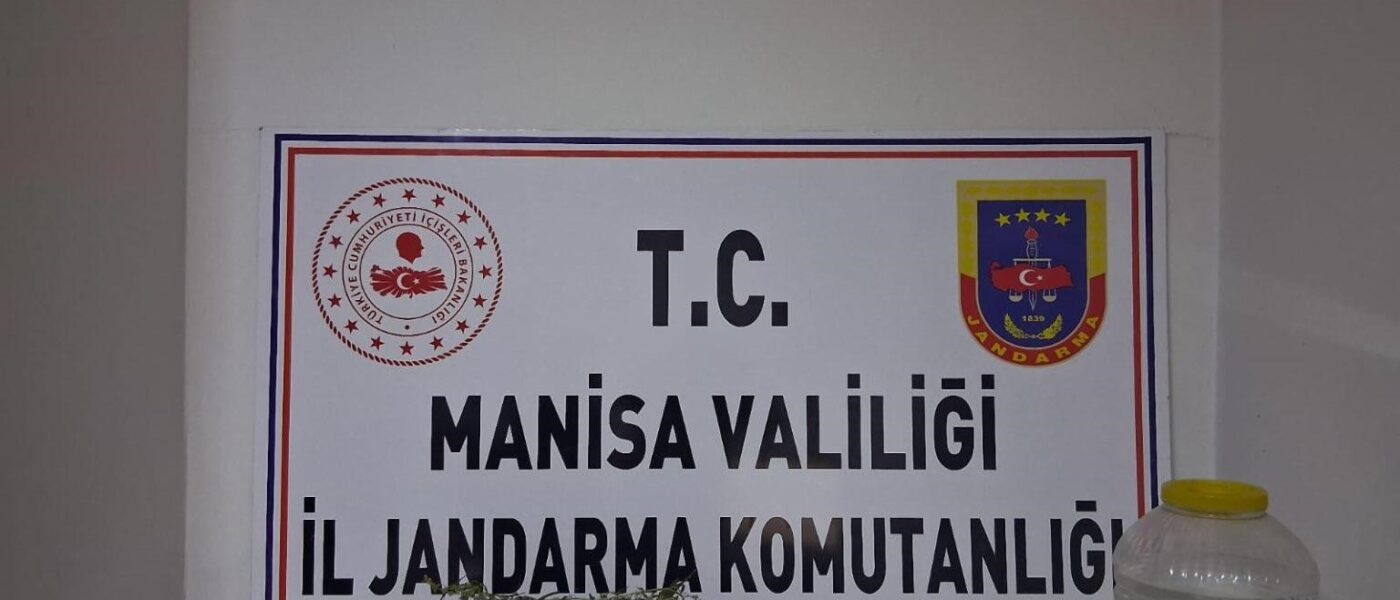 TÜRKİYE CUMHURİYETİ İÇİŞLERİ BAKANLIĞI
T.C.
1839
JANDARMA
MANİSA VALİLİĞİ
İL JANDARMA KOMUTANLIĞI